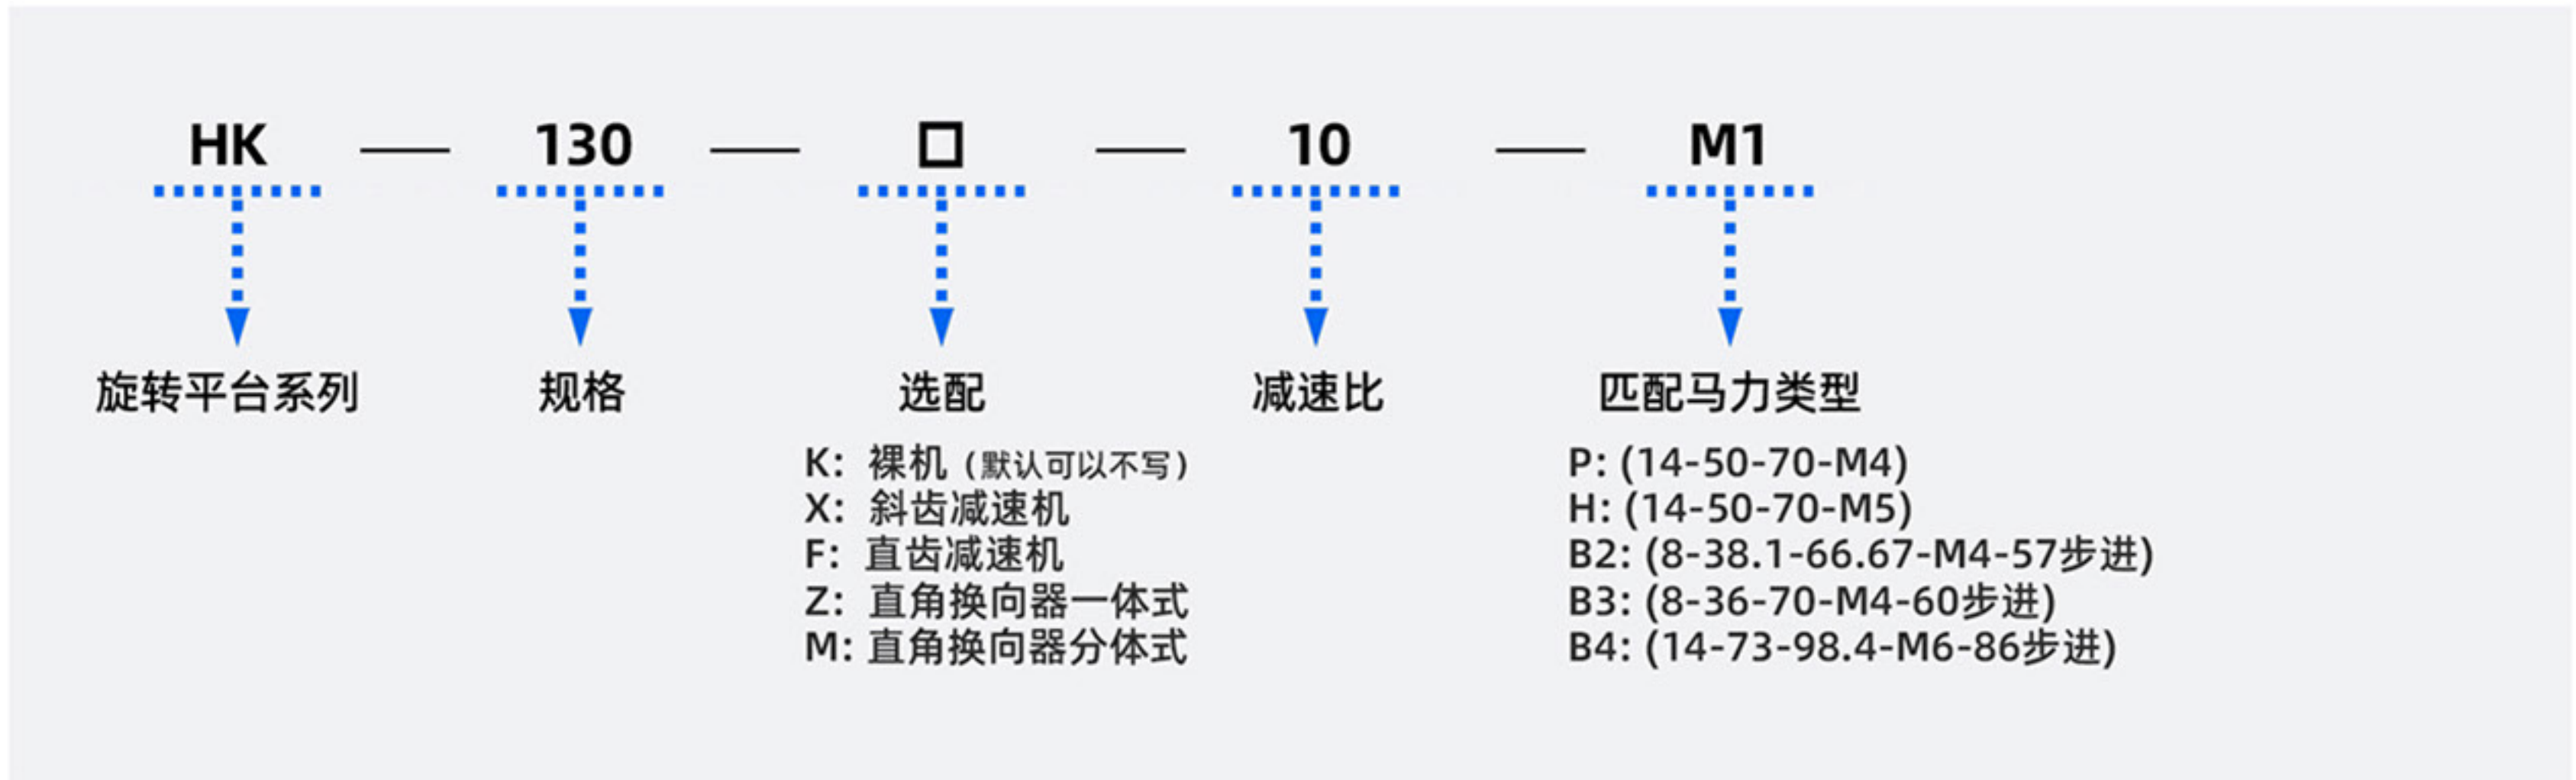 HK — 130 — □ — 10 — M1
旋转平台系列 规格 选配 减速比 匹配马力类型
K: 裸机（默认可以不写）
X: 斜齿减速机
F: 直齿减速机
Z: 直角换向器一体式
M: 直角换向器分体式
P: (14-50-70-M4)
H: (14-50-70-M5)
B2: (8-38.1-66.67-M4-57步进)
B3: (8-36-70-M4-60步进)
B4: (14-73-98.4-M6-86步进)